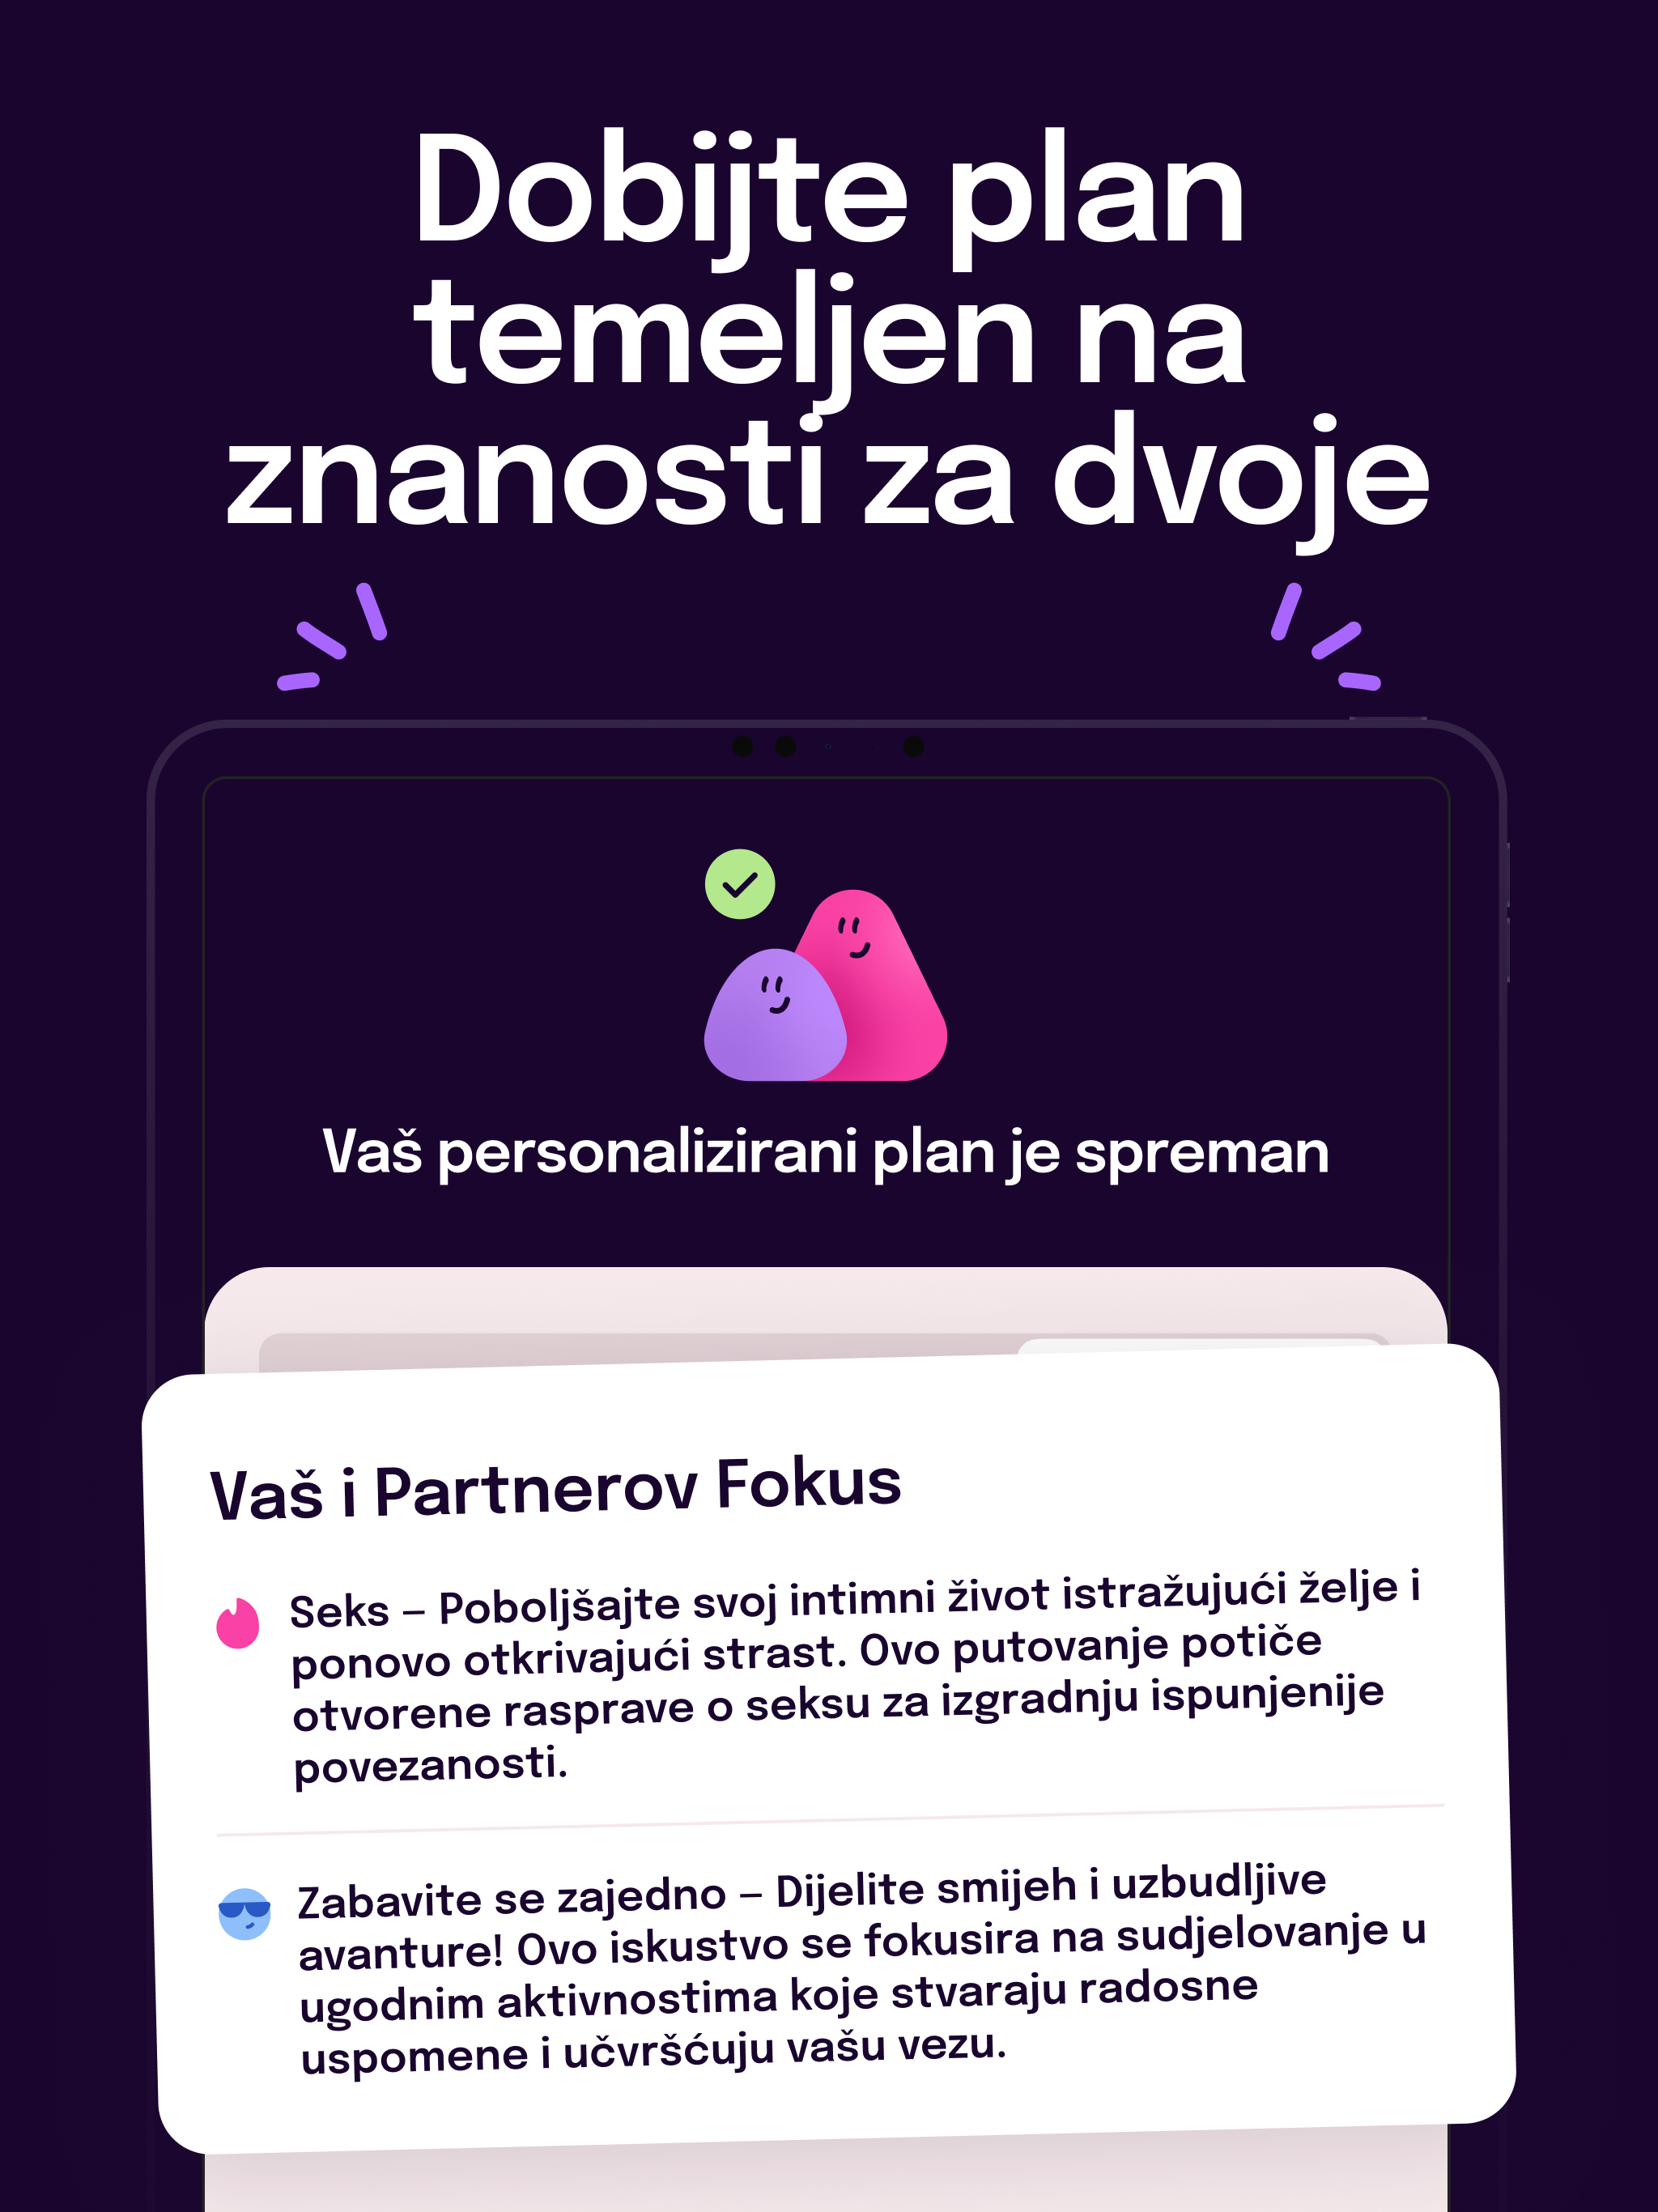 Dobijte plan
temeljen na
znanosti za dvoje
Vaš personalizirani plan je spreman
Vaš i Partnerov Fokus
Seks – Poboljšajte svoj intimni život istražujući želje i
ponovo otkrivajući strast. Ovo putovanje potiče
otvorene rasprave o seksu za izgradnju ispunjenije
povezanosti.
Zabavite se zajedno – Dijelite smijeh i uzbudljive
avanture! Ovo iskustvo se fokusira na sudjelovanje u
ugodnim aktivnostima koje stvaraju radosne
uspomene i učvršćuju vašu vezu.